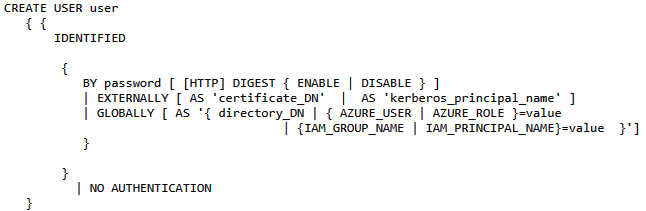 CREATE USER user
{ {
IDENTIFIED
{
BY password [ [HTTP] DIGEST { ENABLE | DISABLE } ]
| EXTERNALLY [ AS 'certificate_DN' | AS 'kerberos_principal_name' ]
| GLOBALLY [ AS '{ directory_DN | { AZURE_USER | AZURE_ROLE }=value
| {IAM_GROUP_NAME | IAM_PRINCIPAL_NAME}=value }']
}
}
| NO AUTHENTICATION
}